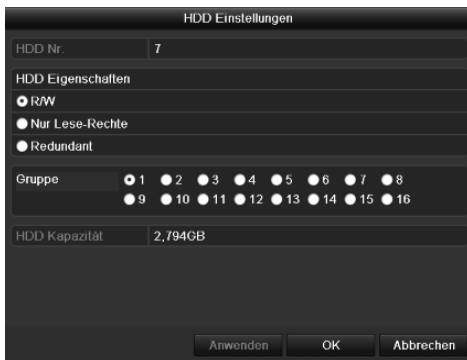 HDD Einstellungen
HDD Nr. 7
HDD Eigenschaften
R/W
Nur Lese-Rechte
Redundant
Gruppe 1 2 3 4 5 6 7 8
9 10 11 12 13 14 15 16
HDD Kapazität 2,794GB
Anwenden OK Abbrechen